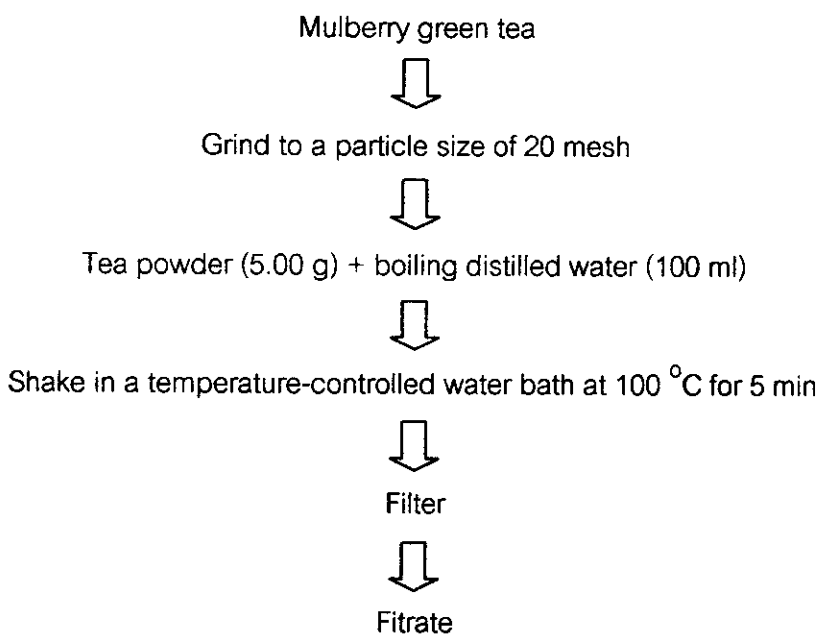 Mulberry green tea
Grind to a particle size of 20 mesh
Tea powder (5.00 g) + boiling distilled water (100 ml)
Shake in a temperature-controlled water bath at 100 °C for 5 min
Filter
Fitrate